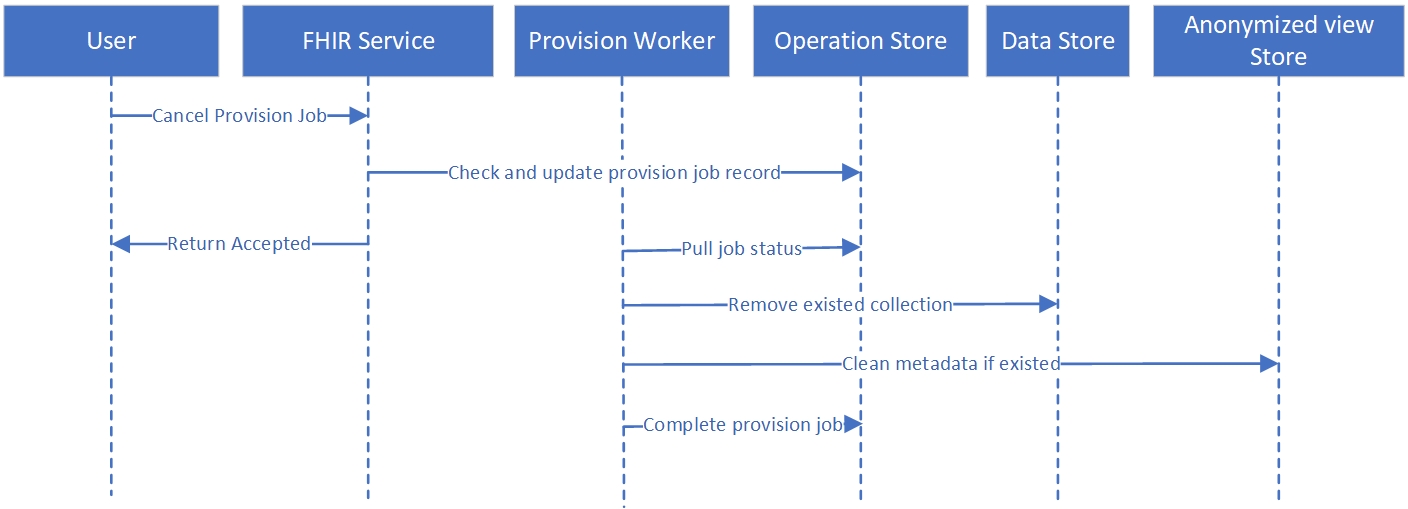 User
FHIR Service
Provision Worker
Operation Store
Data Store
Anonymized view
Store
Cancel Provision Job
Check and update provision job record
Return Accepted
Pull job status
Remove existed collection
Clean metadata if existed
Complete provision job